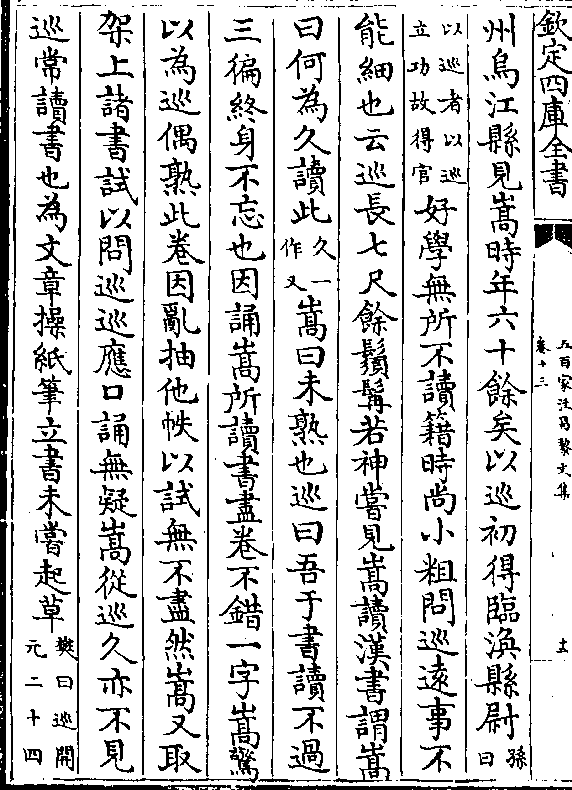 欽定四庫全書
五百家注昌黎文集
卷十三
州烏江縣見嵩時年六十餘矣以巡初得臨渙縣尉孫曰
以巡者以巡立功故得官好學無所不讀籍時尚小粗問巡遠事不
能細也云巡長七尺餘鬚髯若神嘗見嵩讀漢書謂嵩
曰何為久讀此久一作又嵩曰未熟也巡曰吾于書讀不過
三徧終身不忘也因誦嵩所讀書盡卷不錯一字嵩驚
以為巡偶熟此卷因亂抽他帙以試無不盡然嵩又取
架上諸書試以問巡巡應口誦無疑嵩從巡久亦不見
巡常讀書也為文章操紙筆立書未嘗起草樊曰巡開元二十四